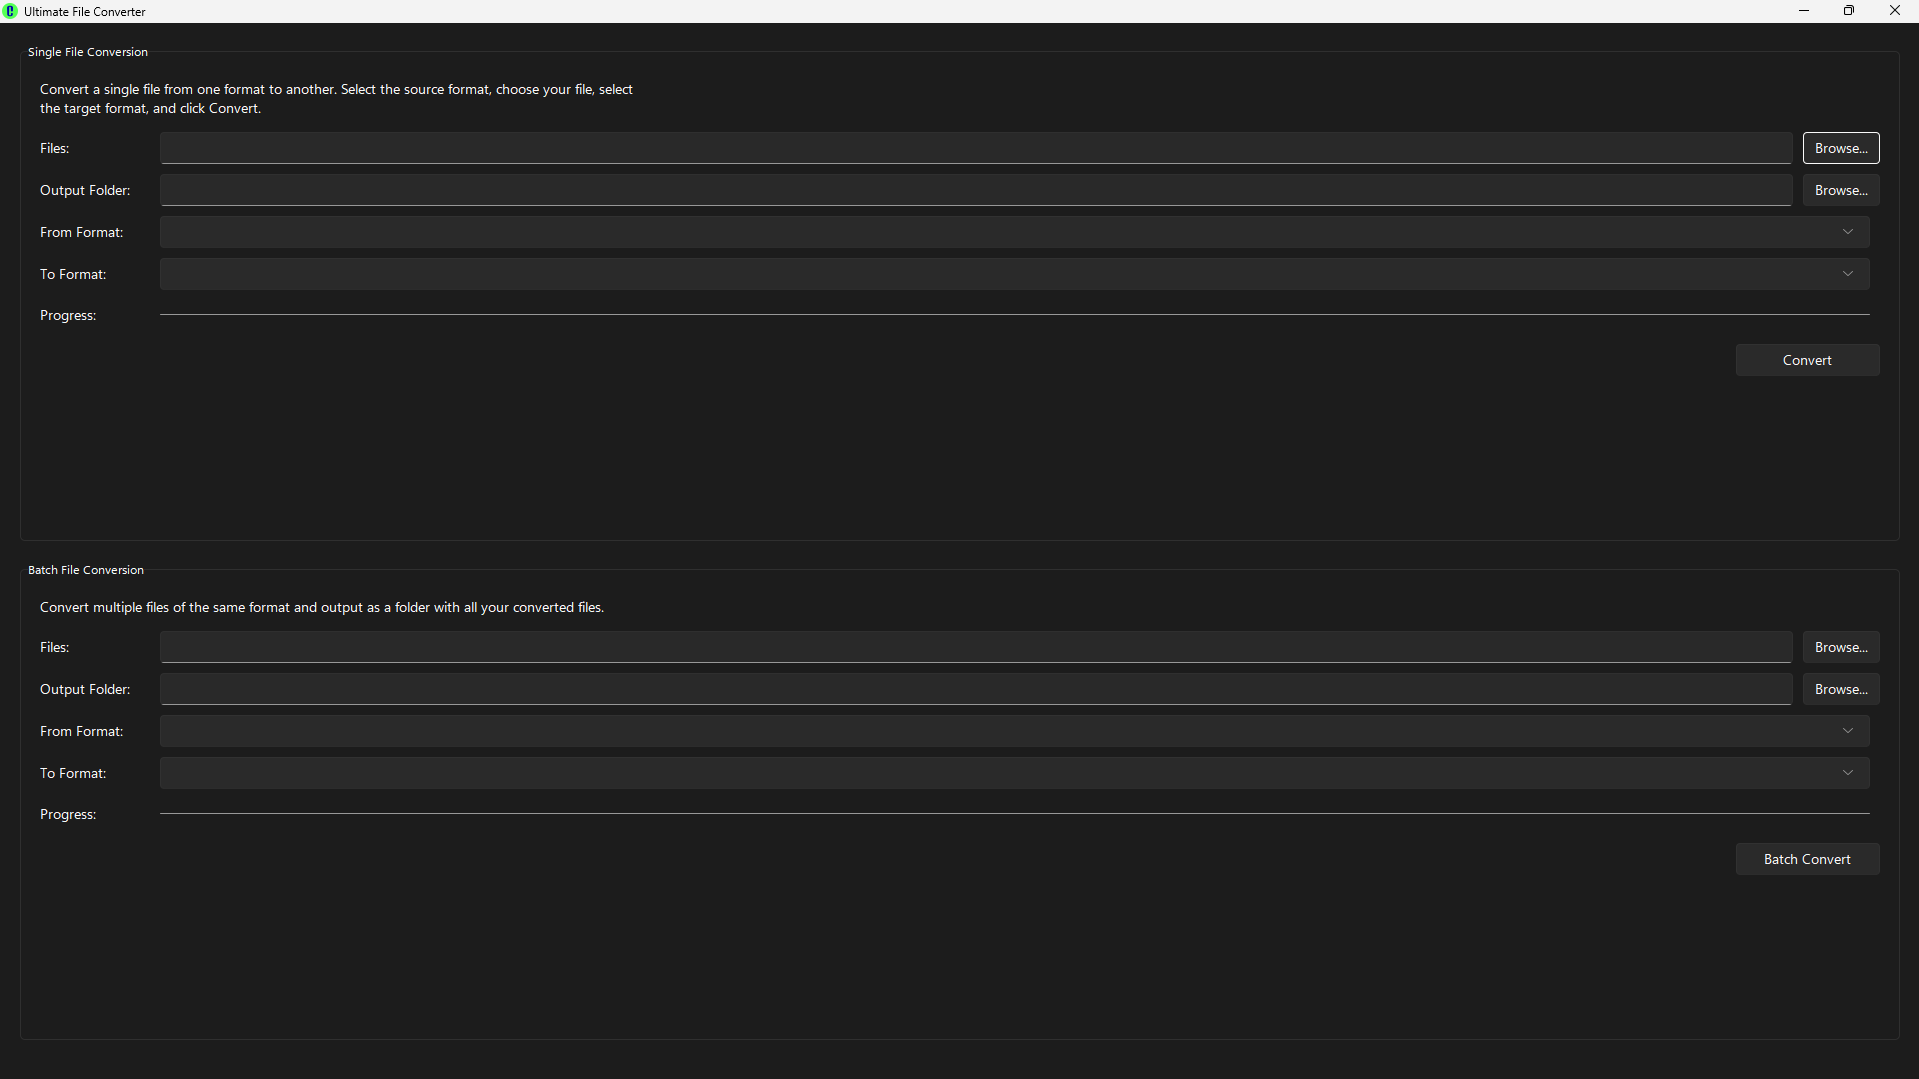 Ultimate File Converter
Single File Conversion
Convert a single file from one format to another. Select the source format, choose your file, select
the target format, and click Convert.
Files:
Browse...
Output Folder:
Browse...
From Format:
To Format:
Progress:
Convert
Batch File Conversion
Convert multiple files of the same format and output as a folder with all your converted files.
Files:
Browse...
Output Folder:
Browse...
From Format:
To Format:
Progress:
Batch Convert